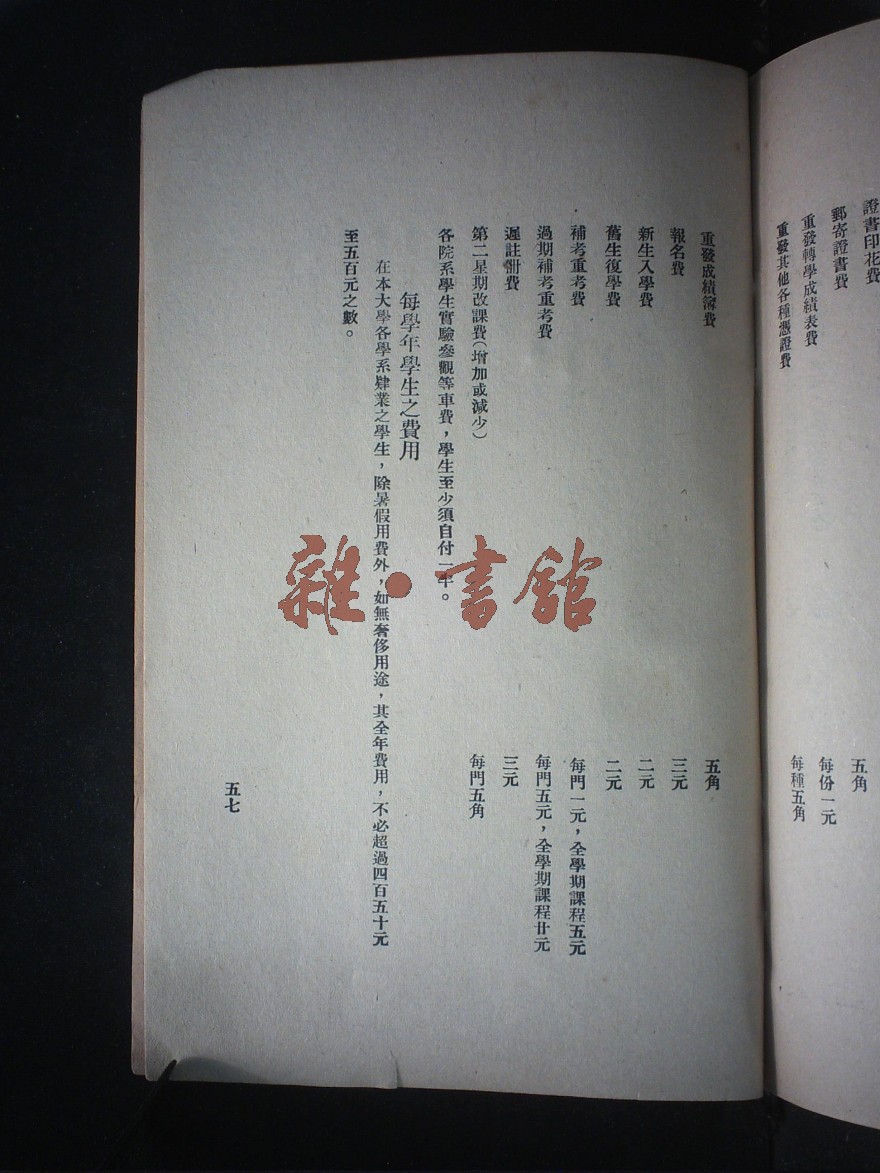 證書印花費 五角
郵寄證書費 每份一元
重發轉學成績表費
重發其他各種憑證費 每種五角
重發成績簿費 五角
報名費 三元
新生入學費 二元
舊生復學費 二元
補考重考費 每門一元，全學期課程五元
過期補考重考費 每門五元，全學期課程廿元
遲註冊費 三元
第二星期改課費（增加或減少） 每門五角
各院系學生實驗參觀等車費，學生至少須自付一半。
每學年學生之費用
在本大學各學系肄業之學生，除暑假用費外，如無奢侈用途，其全年費用，不必超過四百五十元
至五百元之數。
五七
雜·書館